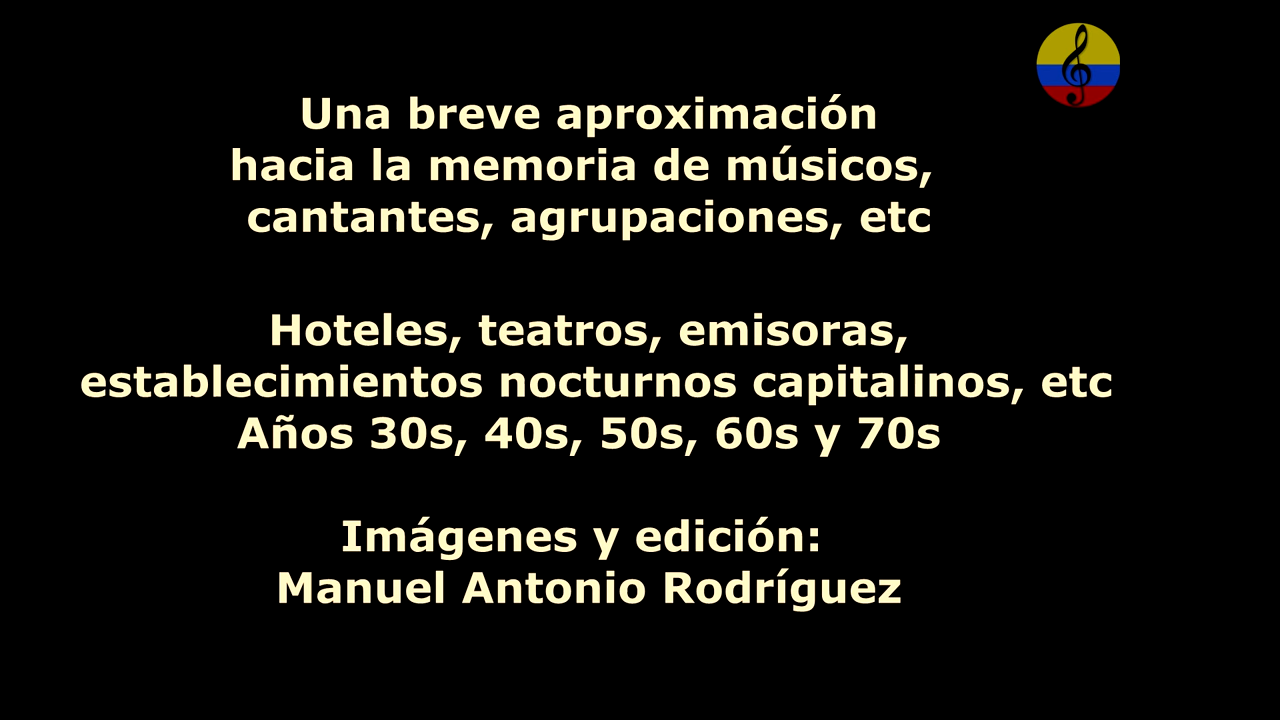 Una breve aproximación
hacia la memoria de músicos,
cantantes, agrupaciones, etc
Hoteles, teatros, emisoras,
establecimientos nocturnos capitalinos, etc
Años 30s, 40s, 50s, 60s y 70s
Imágenes y edición:
Manuel Antonio Rodríguez